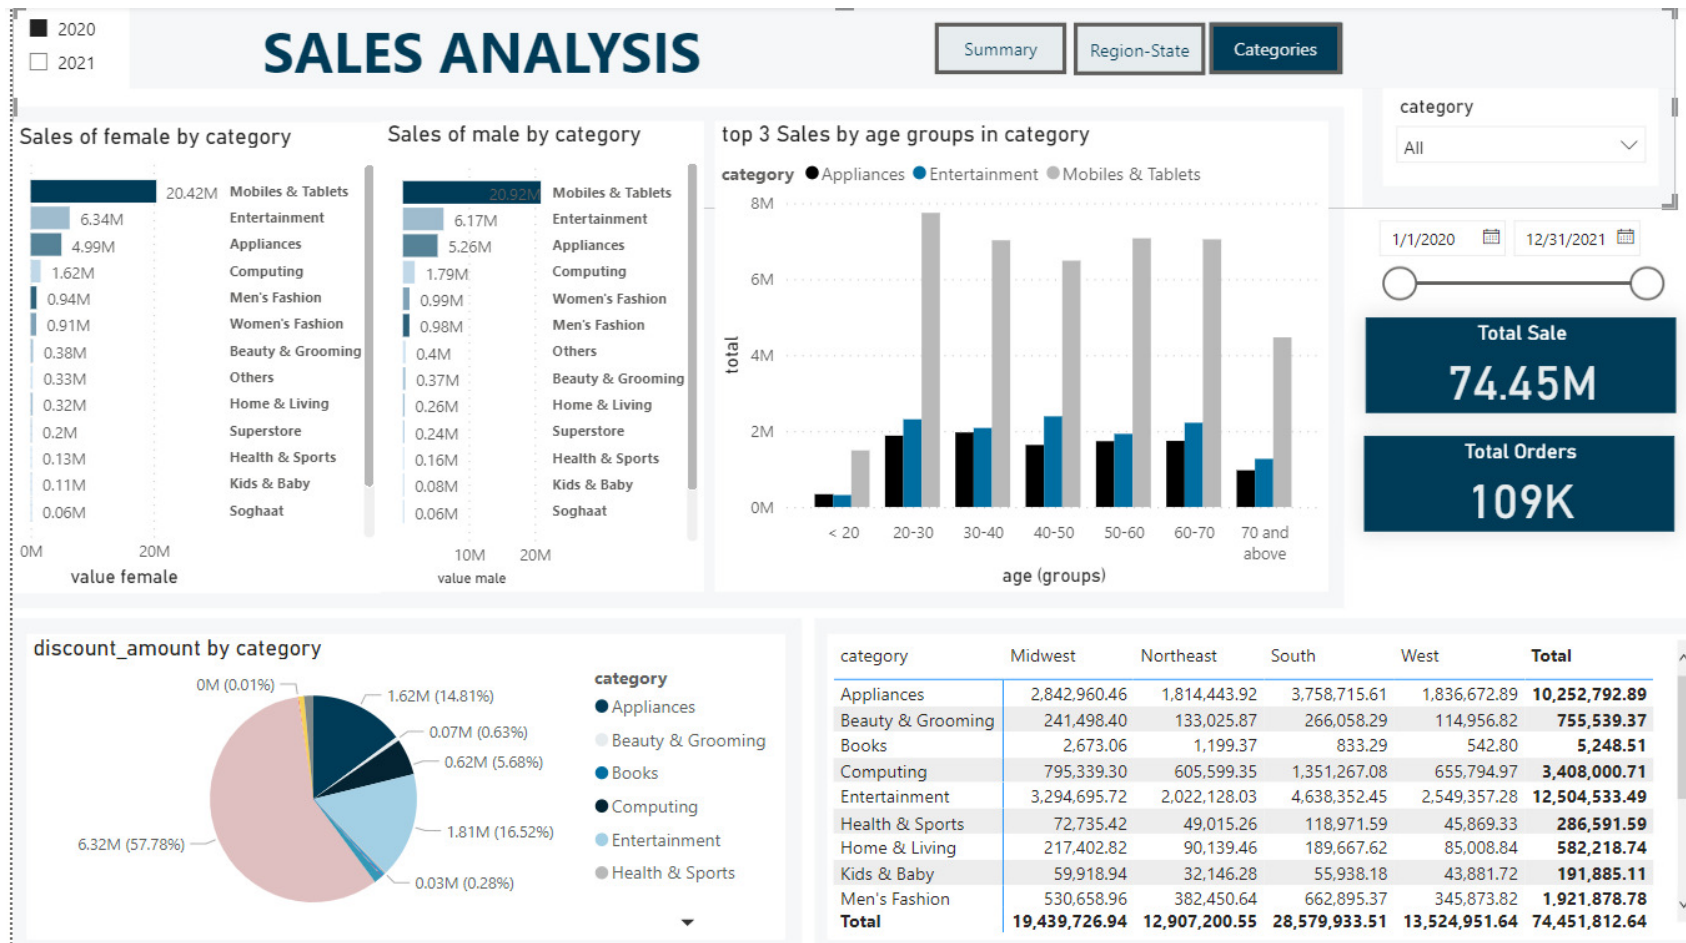 2020
2021
SALES ANALYSIS
Summary
Region-State
Categories
category
All
1/1/2020
12/31/2021
Total Sale
74.45M
Total Orders
109K
Sales of female by category
20.42M Mobiles & Tablets
6.34M Entertainment
4.99M Appliances
1.62M Computing
0.94M Men's Fashion
0.91M Women's Fashion
0.38M Beauty & Grooming
0.33M Others
0.32M Home & Living
0.2M Superstore
0.13M Health & Sports
0.11M Kids & Baby
0.06M Soghaat
0M 20M
value female
Sales of male by category
20.92M Mobiles & Tablets
6.17M Entertainment
5.26M Appliances
1.79M Computing
0.99M Women's Fashion
0.98M Men's Fashion
0.4M Others
0.37M Beauty & Grooming
0.26M Home & Living
0.24M Superstore
0.16M Health & Sports
0.08M Kids & Baby
0.06M Soghaat
10M 20M
value male
top 3 Sales by age groups in category
category Appliances Entertainment Mobiles & Tablets
8M
6M
4M
2M
0M
total
< 20 20-30 30-40 40-50 50-60 60-70 70 and
above
age (groups)
discount_amount by category
0M (0.01%)
1.62M (14.81%)
0.07M (0.63%)
0.62M (5.68%)
1.81M (16.52%)
0.03M (0.28%)
6.32M (57.78%)
category
Appliances
Beauty & Grooming
Books
Computing
Entertainment
Health & Sports
category Midwest Northeast South West Total
Appliances 2,842,960.46 1,814,443.92 3,758,715.61 1,836,672.89 10,252,792.89
Beauty & Grooming 241,498.40 133,025.87 266,058.29 114,956.82 755,539.37
Books 2,673.06 1,199.37 833.29 542.80 5,248.51
Computing 795,339.30 605,599.35 1,351,267.08 655,794.97 3,408,000.71
Entertainment 3,294,695.72 2,022,128.03 4,638,352.45 2,549,357.28 12,504,533.49
Health & Sports 72,735.42 49,015.26 118,971.59 45,869.33 286,591.59
Home & Living 217,402.82 90,139.46 189,667.62 85,008.84 582,218.74
Kids & Baby 59,918.94 32,146.28 55,938.18 43,881.72 191,885.11
Men's Fashion 530,658.96 382,450.64 662,895.37 345,873.82 1,921,878.78
Total 19,439,726.94 12,907,200.55 28,579,933.51 13,524,951.64 74,451,812.64